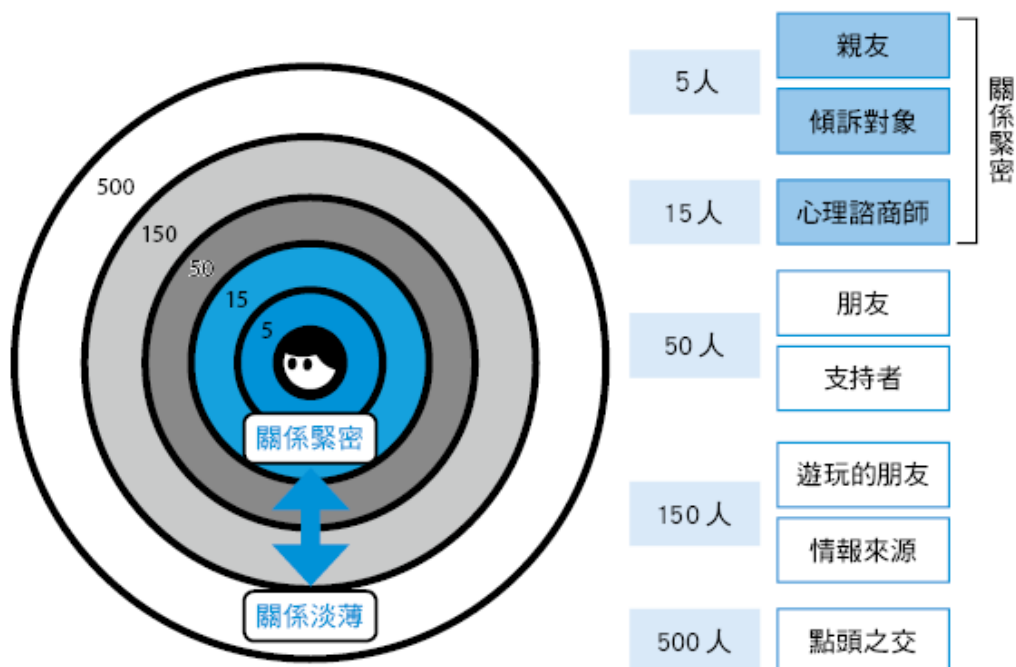 500
150
50
15
5
關係緊密
關係淡薄
5人
親友
傾訴對象
15人
心理諮商師
關係緊密
50人
朋友
支持者
150人
遊玩的朋友
情報來源
500人
點頭之交